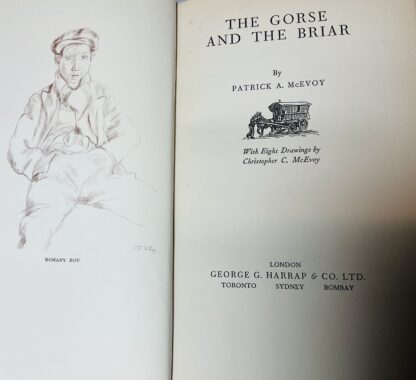 ROMANY BOY
THE GORSE
AND THE BRIAR
By
PATRICK A. McEVOY
With Eight Drawings by
Christopher C. McEvoy
LONDON
GEORGE G. HARRAP & CO. LTD.
TORONTO SYDNEY BOMBAY